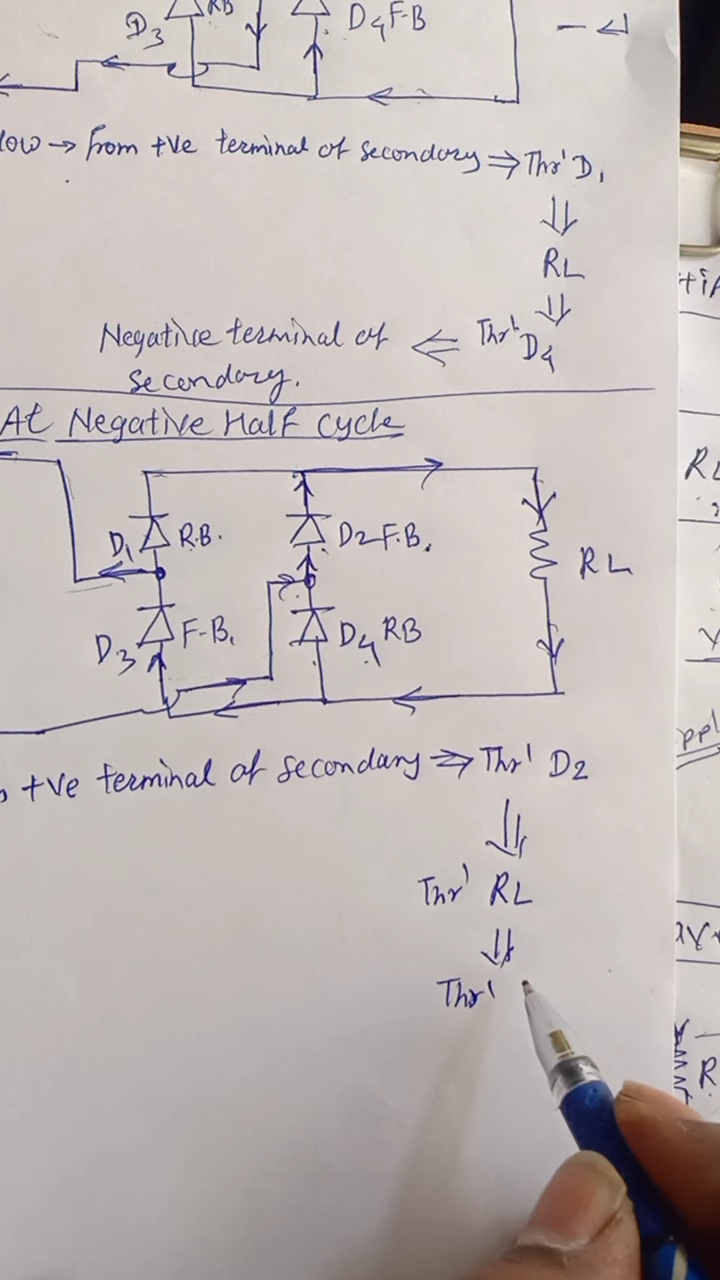 D3 RB D4 F-B
low → from +ve terminal of secondary ⇒ Thr' D1
⇓
RL
⇓
Negative terminal of ⇐ Thr' D4
secondary.
At Negative Half cycle
D1 R.B. D2 F.B.
RL
D3 F-B. D4 RB
+ve terminal of secondary ⇒ Thr' D2
⇓
Thr' RL
⇓
Thr'
RL
R